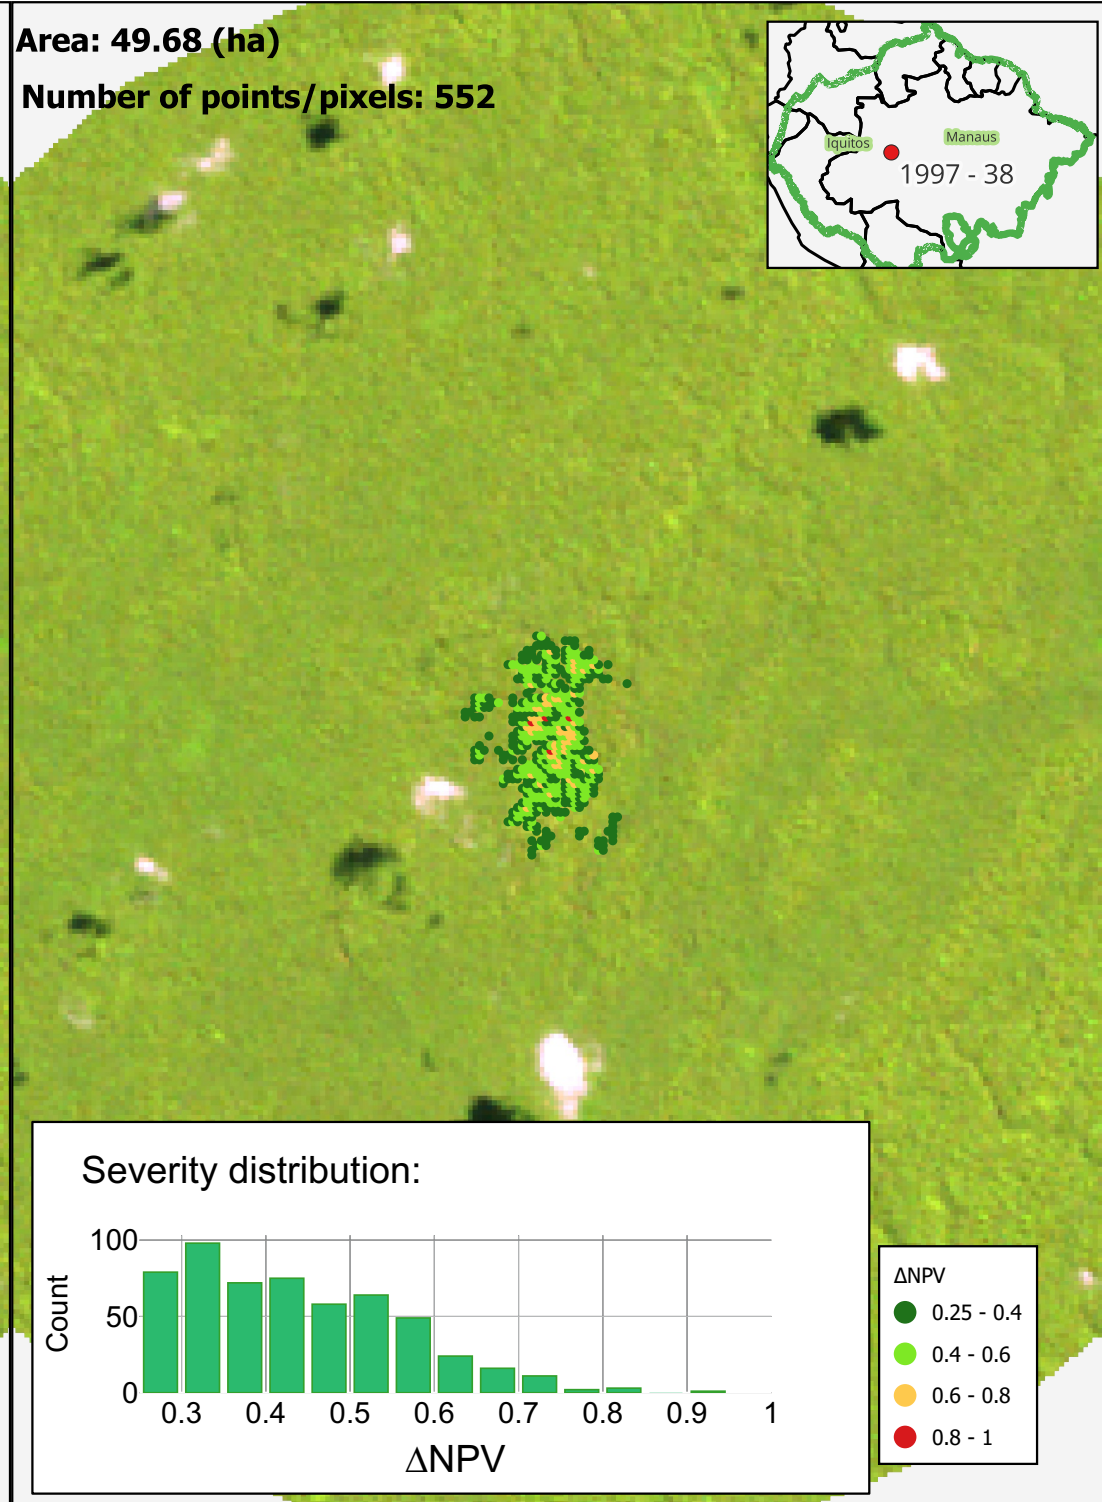 Area: 49.68 (ha)
Number of points/pixels: 552
Iquitos
Manaus
1997 - 38
Severity distribution:
Count
100
50
0
0.3 0.4 0.5 0.6 0.7 0.8 0.9 1
ΔNPV
ΔNPV
0.25 - 0.4
0.4 - 0.6
0.6 - 0.8
0.8 - 1